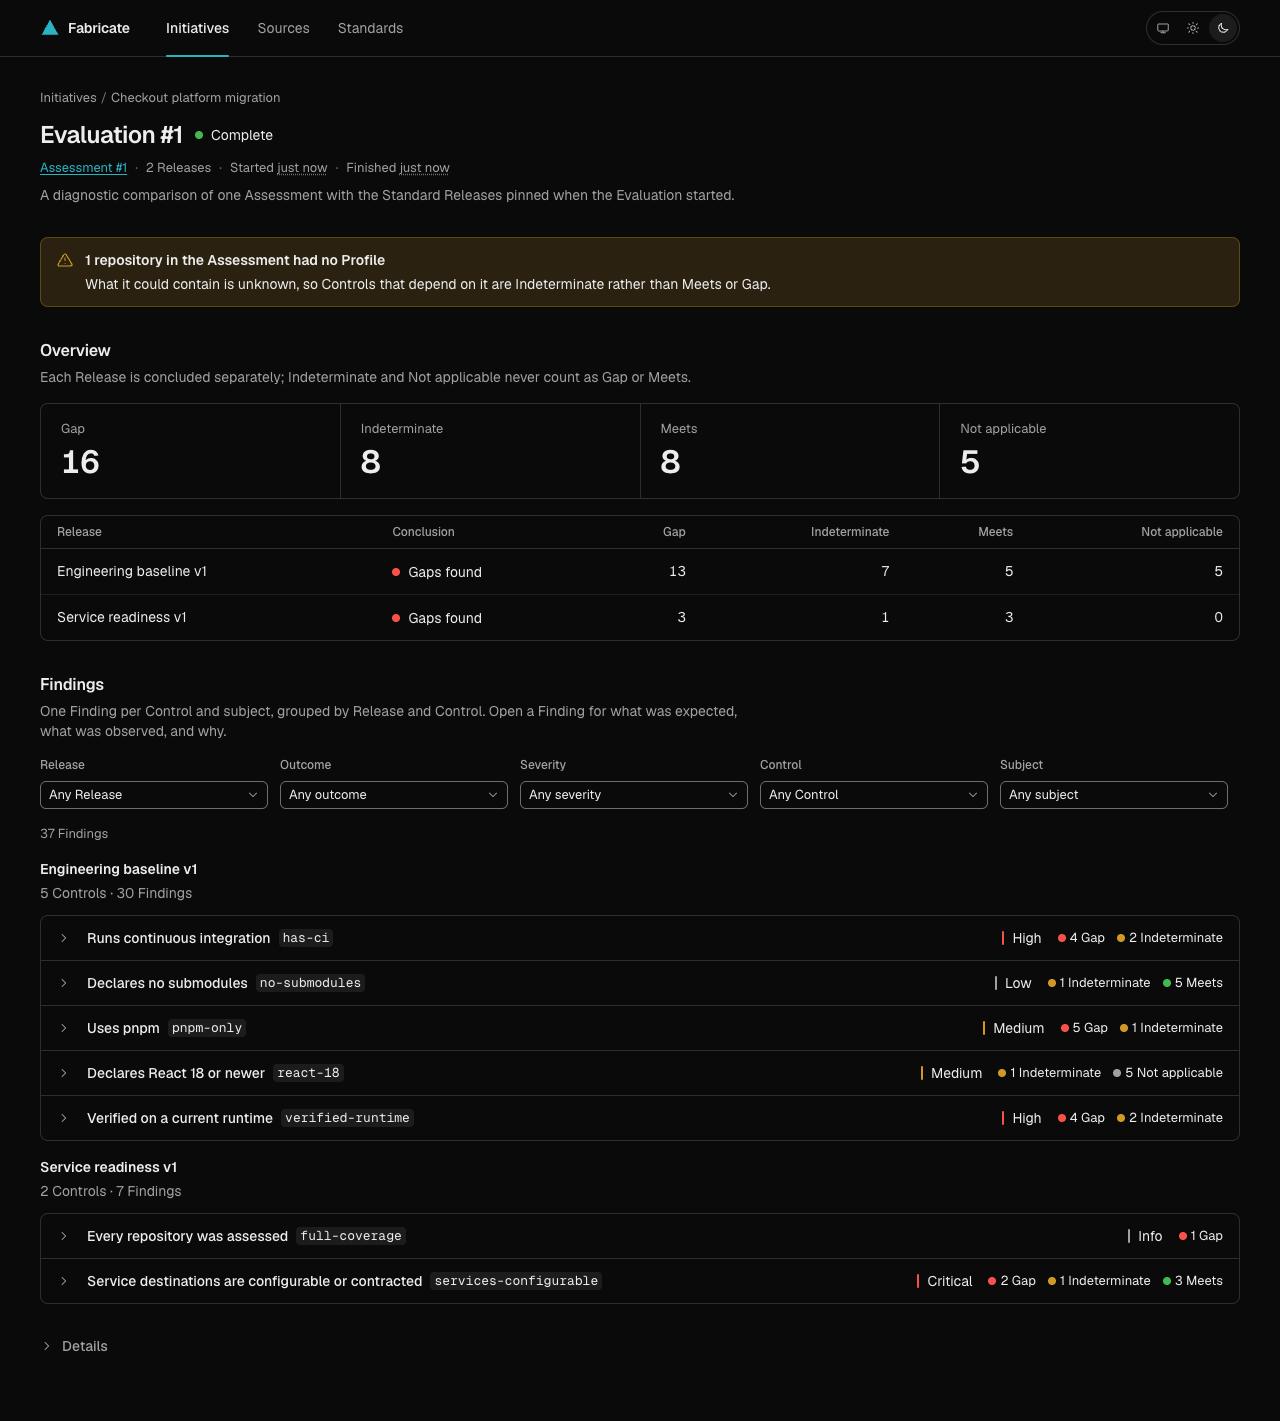 Fabricate Initiatives Sources Standards
Initiatives / Checkout platform migration
Evaluation #1 Complete
Assessment #1 · 2 Releases · Started just now · Finished just now
A diagnostic comparison of one Assessment with the Standard Releases pinned when the Evaluation started.
1 repository in the Assessment had no Profile
What it could contain is unknown, so Controls that depend on it are Indeterminate rather than Meets or Gap.
Overview
Each Release is concluded separately; Indeterminate and Not applicable never count as Gap or Meets.
Gap Indeterminate Meets Not applicable
16 8 8 5
Release Conclusion Gap Indeterminate Meets Not applicable
Engineering baseline v1 Gaps found 13 7 5 5
Service readiness v1 Gaps found 3 1 3 0
Findings
One Finding per Control and subject, grouped by Release and Control. Open a Finding for what was expected,
what was observed, and why.
Release Outcome Severity Control Subject
Any Release Any outcome Any severity Any Control Any subject
37 Findings
Engineering baseline v1
5 Controls · 30 Findings
Runs continuous integration has-ci High 4 Gap 2 Indeterminate
Declares no submodules no-submodules Low 1 Indeterminate 5 Meets
Uses pnpm pnpm-only Medium 5 Gap 1 Indeterminate
Declares React 18 or newer react-18 Medium 1 Indeterminate 5 Not applicable
Verified on a current runtime verified-runtime High 4 Gap 2 Indeterminate
Service readiness v1
2 Controls · 7 Findings
Every repository was assessed full-coverage Info 1 Gap
Service destinations are configurable or contracted services-configurable Critical 2 Gap 1 Indeterminate 3 Meets
Details